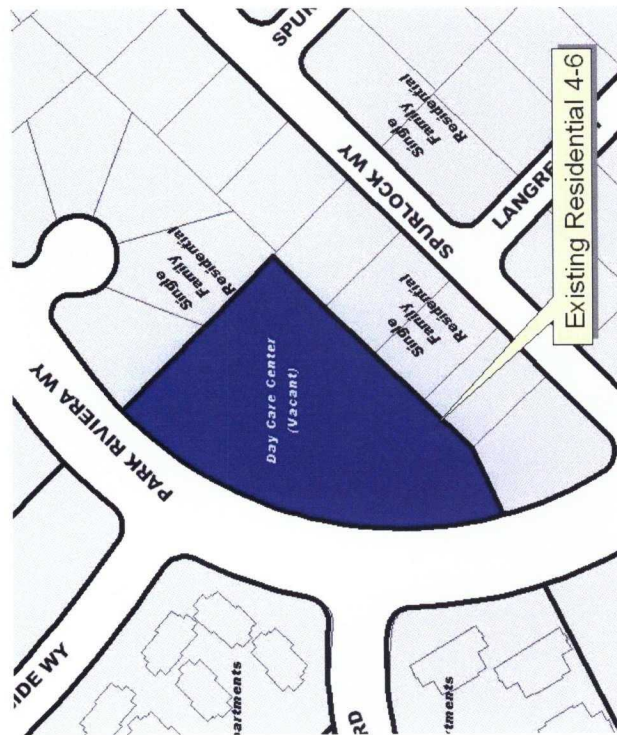 SPUR
Single
Family
Residential
SPURLOCK WY
LANGRE
Existing Residential 4-6
Single
Family
Residential
Single
Family
Residential
Day Care Center
(Vacant)
PARK RIVIERA WY
IDE WY
artments
RD
rtments